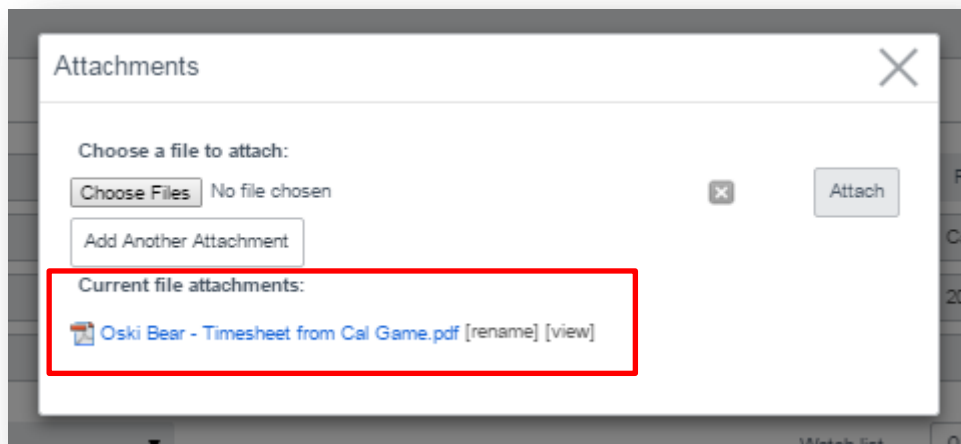 Attachments
Choose a file to attach:
Choose Files No file chosen
Attach
Add Another Attachment
Current file attachments:
Oski Bear - Timesheet from Cal Game.pdf [rename] [view]
Watch list